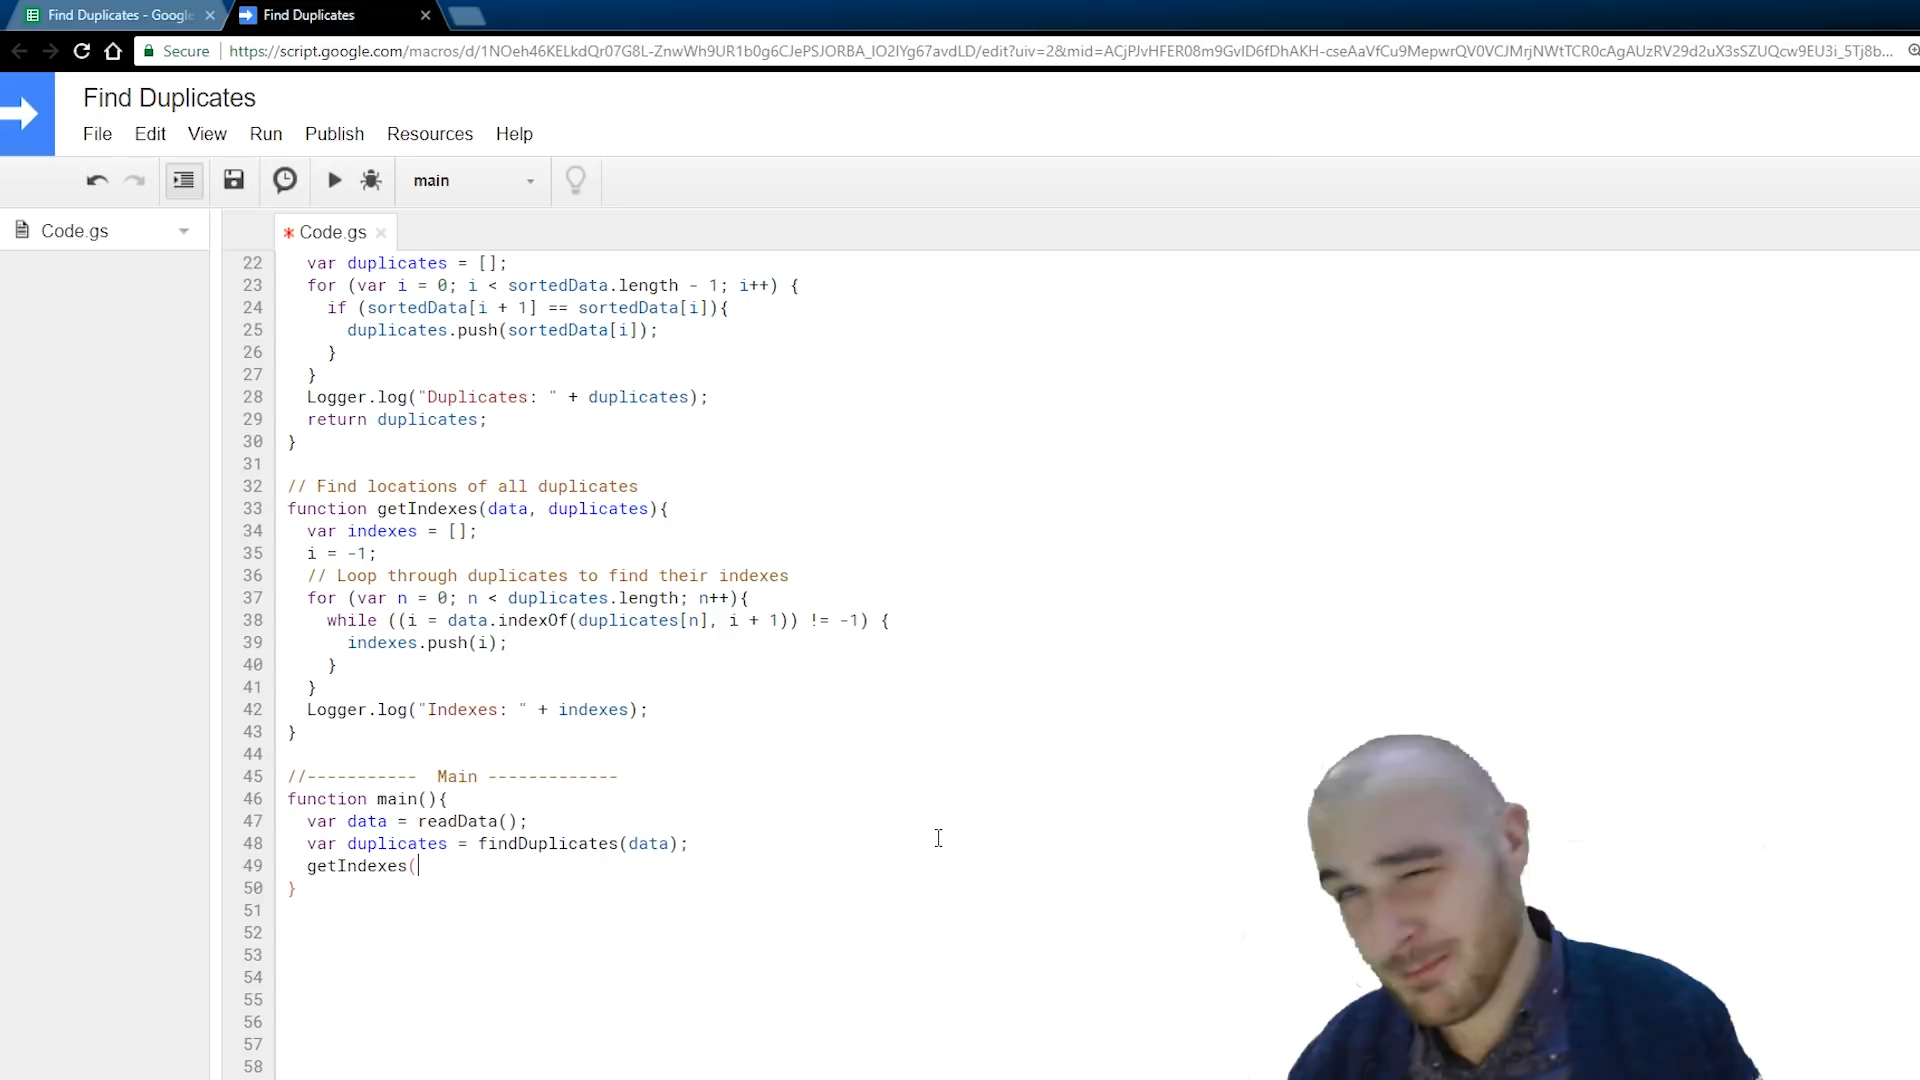 Find Duplicates - Google
Find Duplicates
Secure
https://script.google.com/macros/d/1NOeh46KELkdQr07G8L-ZnwWh9UR1b0g6CJePSJORBA_IO2IYg67avdLD/edit?uiv=2&mid=ACjPJvHFER08m9GvID6fDhAKH-cseAaVfCu9MepwrQV0VCJMrjNWtTCR0cAgAUzRV29d2uX3sSZUQcw9EU3i_5Tj8b...
Find Duplicates
File Edit View Run Publish Resources Help
main
Code.gs
* Code.gs
22 var duplicates = [];
23 for (var i = 0; i < sortedData.length - 1; i++) {
24 if (sortedData[i + 1] == sortedData[i]){
25 duplicates.push(sortedData[i]);
26 }
27 }
28 Logger.log("Duplicates: " + duplicates);
29 return duplicates;
30 }
31
32 // Find locations of all duplicates
33 function getIndexes(data, duplicates){
34 var indexes = [];
35 i = -1;
36 // Loop through duplicates to find their indexes
37 for (var n = 0; n < duplicates.length; n++){
38 while ((i = data.indexOf(duplicates[n], i + 1)) != -1) {
39 indexes.push(i);
40 }
41 }
42 Logger.log("Indexes: " + indexes);
43 }
44
45 //----------- Main -------------
46 function main(){
47 var data = readData();
48 var duplicates = findDuplicates(data);
49 getIndexes(
50 }
51
52
53
54
55
56
57
58